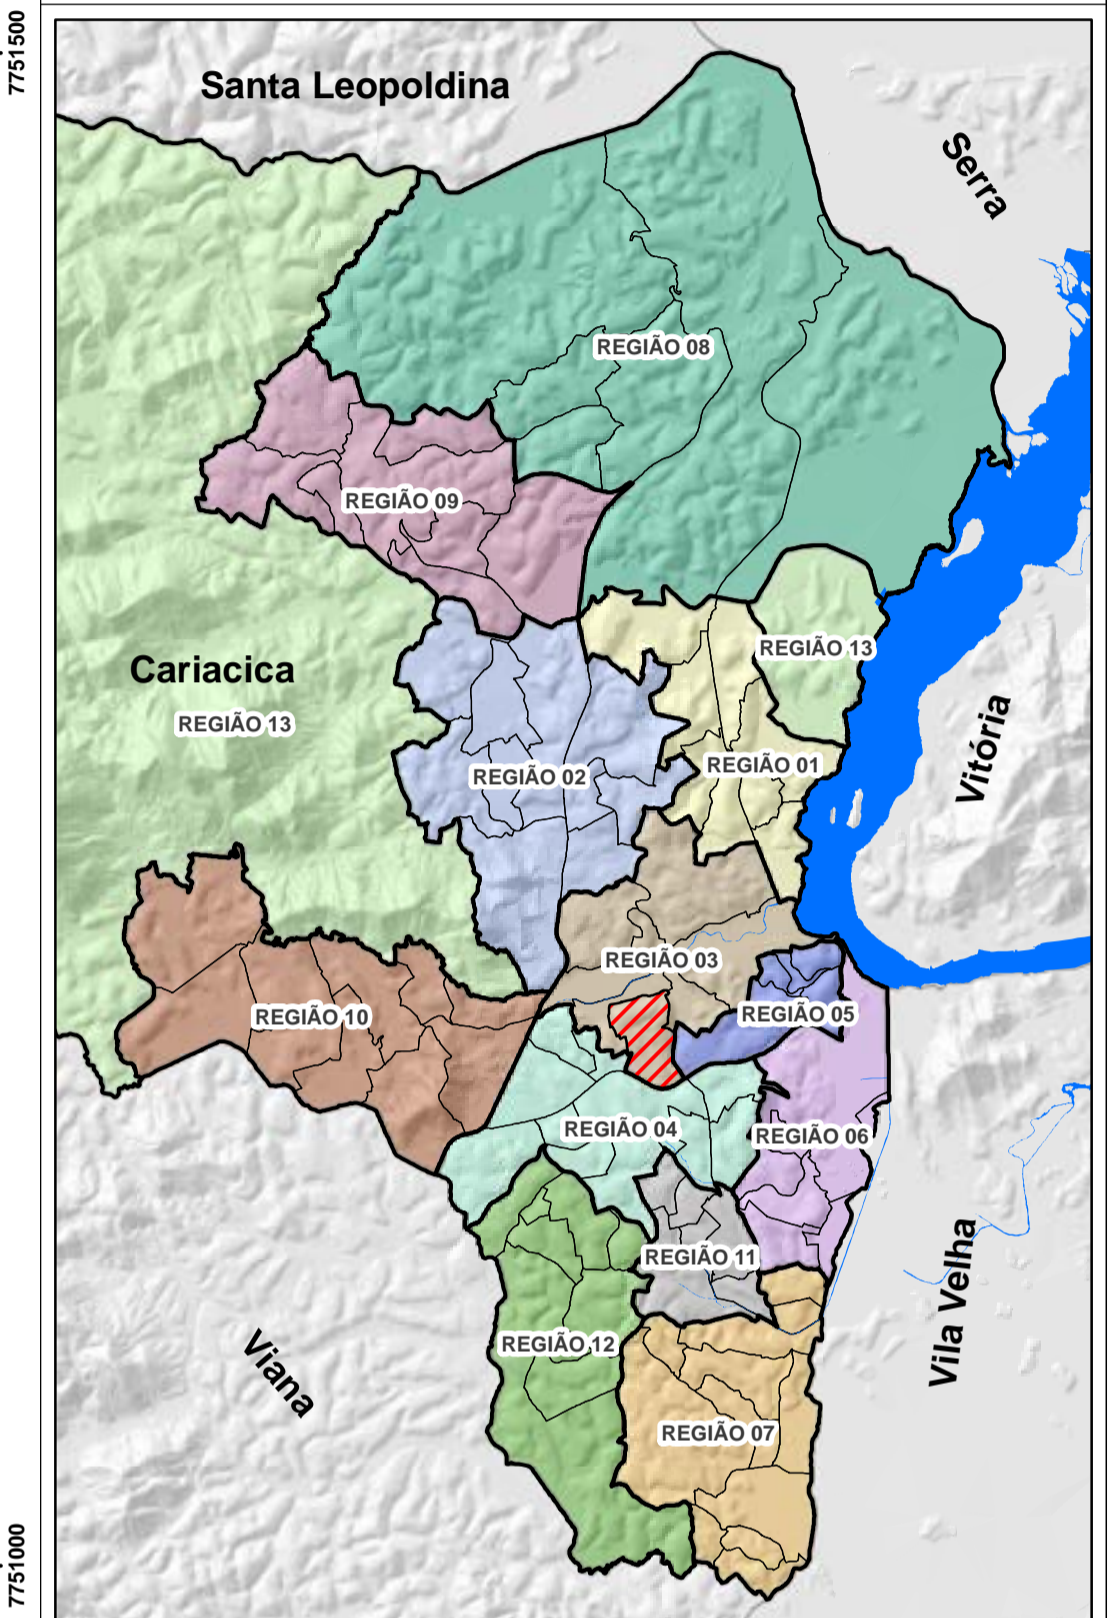 7751500
Santa Leopoldina
Serra
REGIÃO 08
REGIÃO 09
REGIÃO 13
Cariacica
REGIÃO 13
Vitória
REGIÃO 01
REGIÃO 02
REGIÃO 03
REGIÃO 05
REGIÃO 10
REGIÃO 04
REGIÃO 06
REGIÃO 11
Vila Velha
REGIÃO 12
Viana
REGIÃO 07
7751000